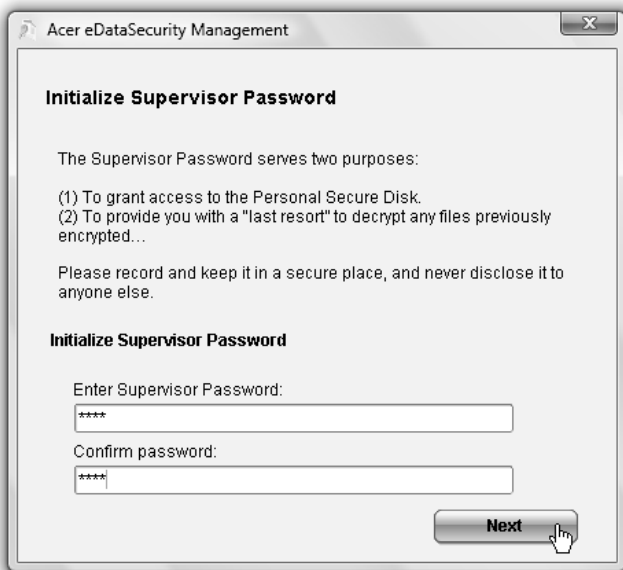 Acer eDataSecurity Management
x
Initialize Supervisor Password
The Supervisor Password serves two purposes:
(1) To grant access to the Personal Secure Disk.
(2) To provide you with a "last resort" to decrypt any files previously
encrypted...
Please record and keep it in a secure place, and never disclose it to
anyone else.
Initialize Supervisor Password
Enter Supervisor Password:
****
Confirm password:
****
Next